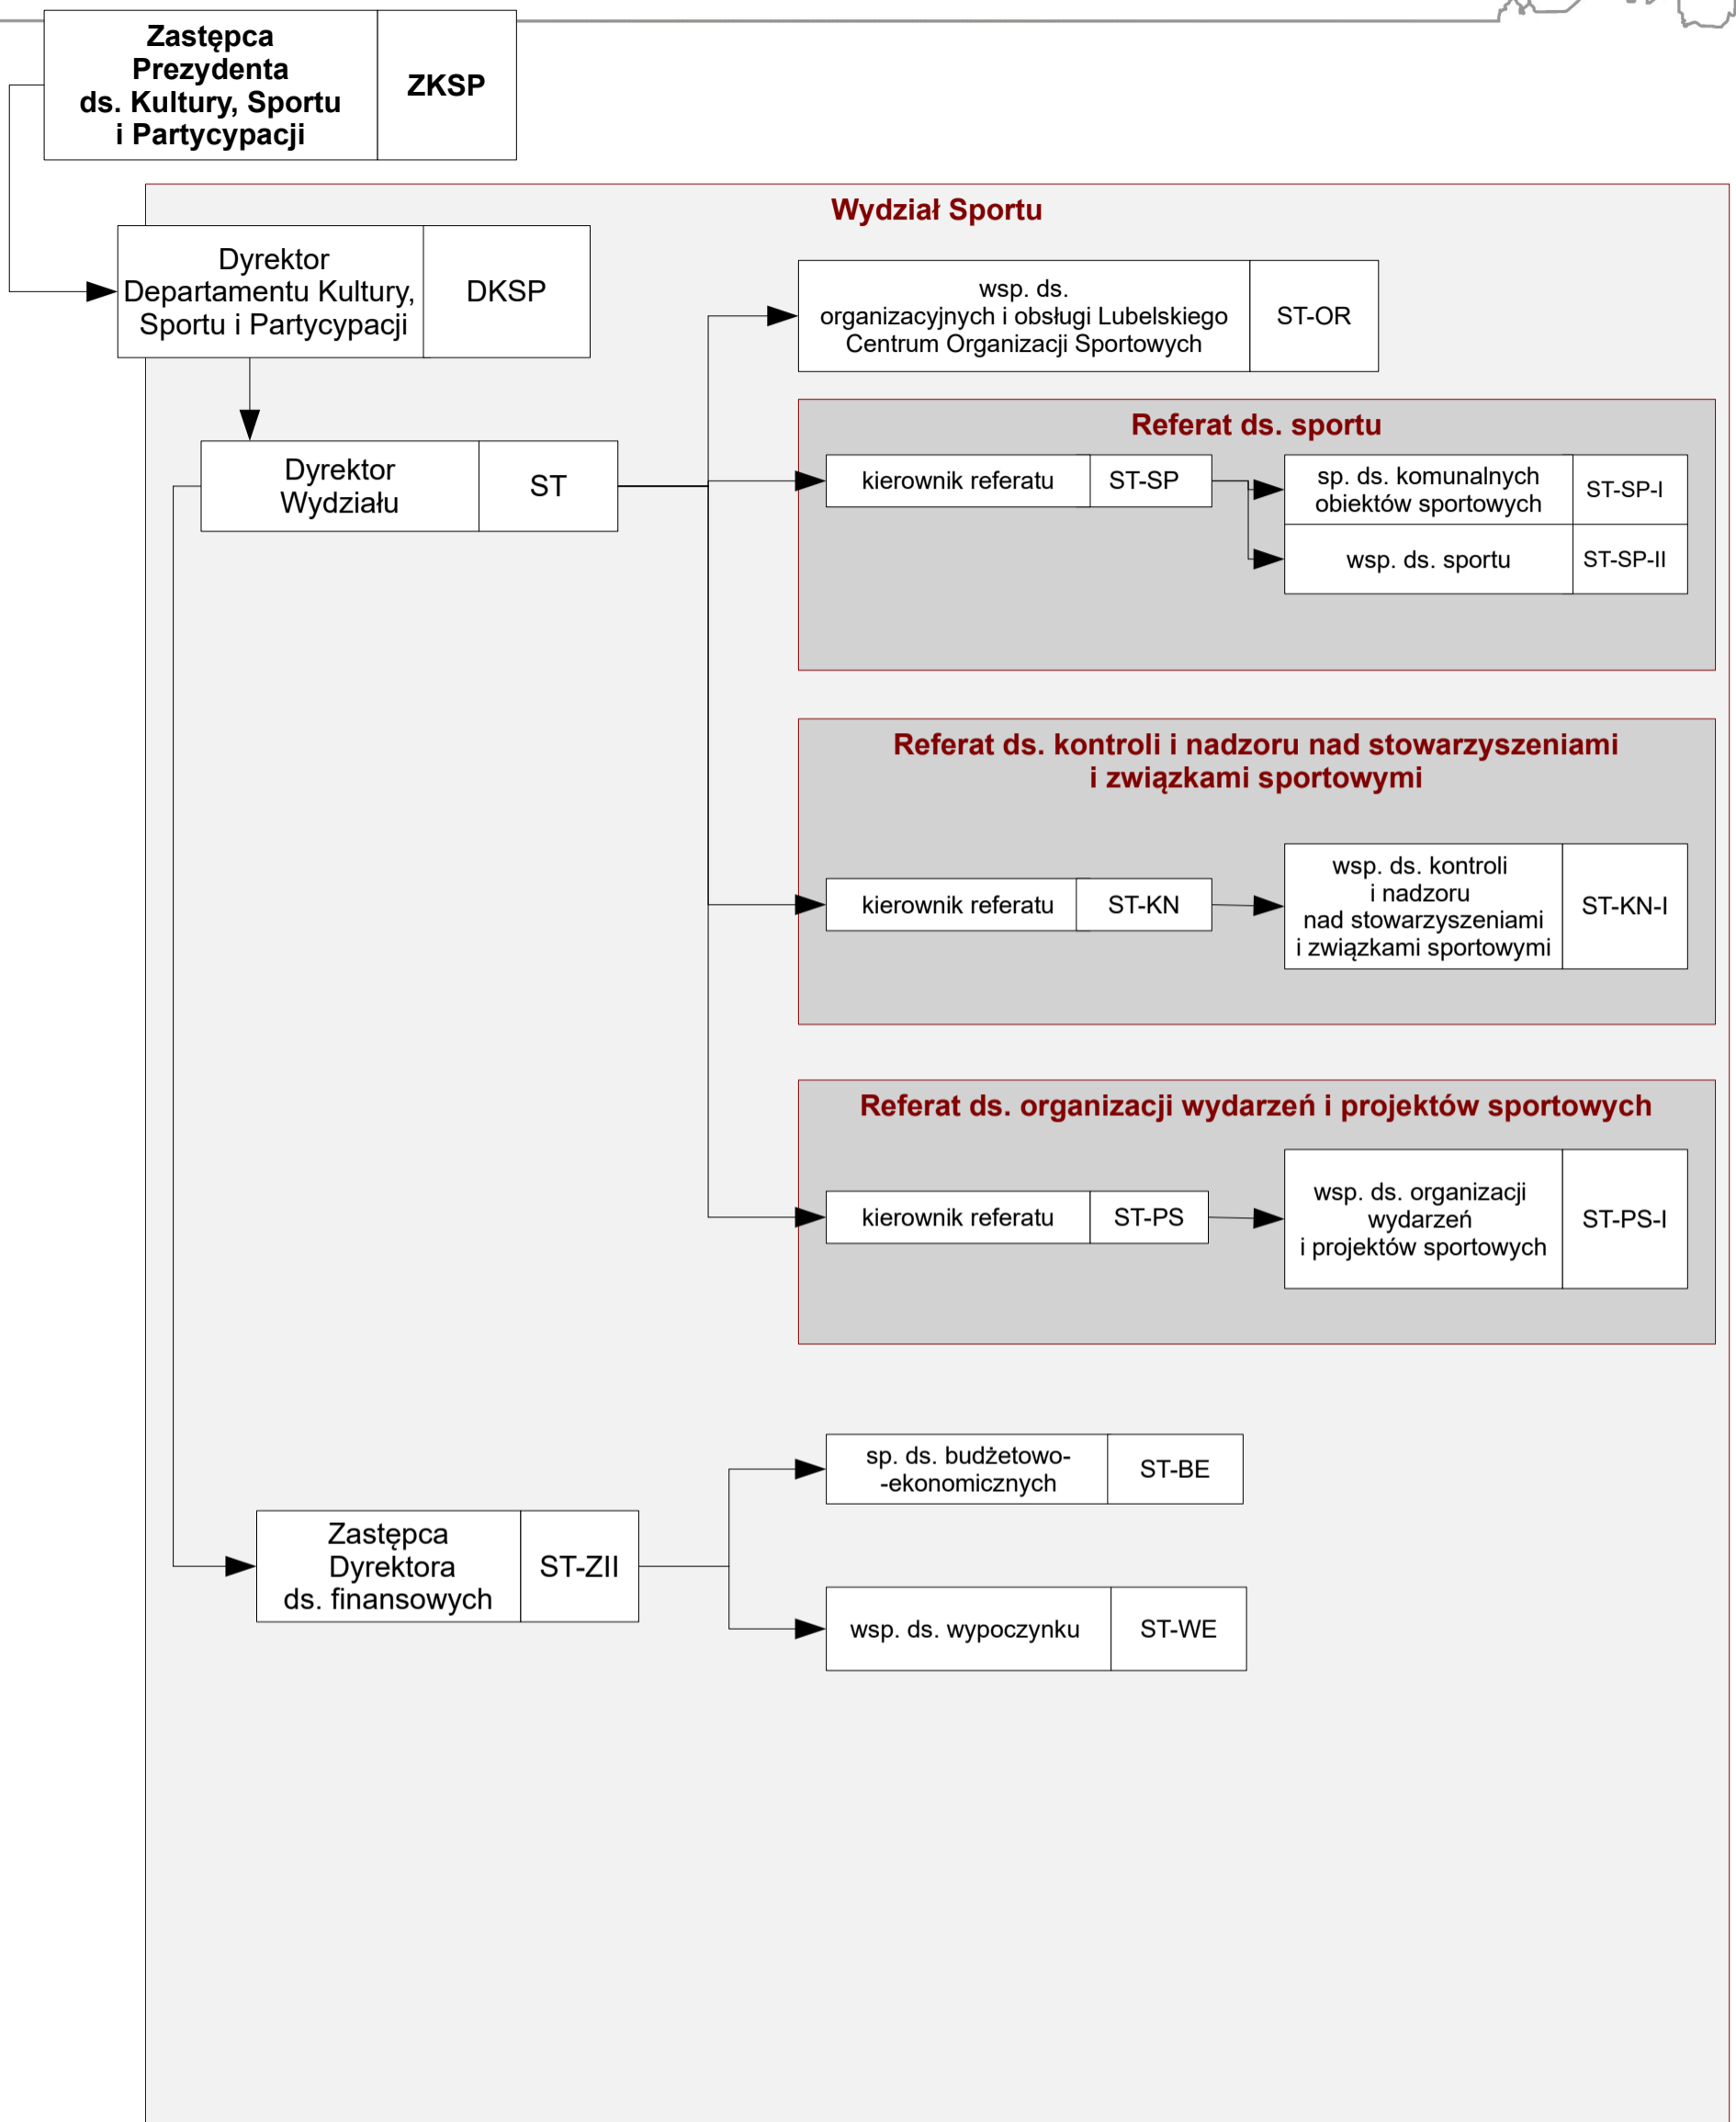 Zastępca
Prezydenta
ds. Kultury, Sportu
i Partycypacji
ZKSP
Wydział Sportu
Dyrektor
Departamentu Kultury,
Sportu i Partycypacji
DKSP
wsp. ds.
organizacyjnych i obsługi Lubelskiego
Centrum Organizacji Sportowych
ST-OR
Dyrektor
Wydziału
ST
Referat ds. sportu
kierownik referatu
ST-SP
sp. ds. komunalnych
obiektów sportowych
ST-SP-I
wsp. ds. sportu
ST-SP-II
Referat ds. kontroli i nadzoru nad stowarzyszeniami
i związkami sportowymi
kierownik referatu
ST-KN
wsp. ds. kontroli
i nadzoru
nad stowarzyszeniami
i związkami sportowymi
ST-KN-I
Referat ds. organizacji wydarzeń i projektów sportowych
kierownik referatu
ST-PS
wsp. ds. organizacji
wydarzeń
i projektów sportowych
ST-PS-I
Zastępca
Dyrektora
ds. finansowych
ST-ZII
sp. ds. budżetowo-
-ekonomicznych
ST-BE
wsp. ds. wypoczynku
ST-WE